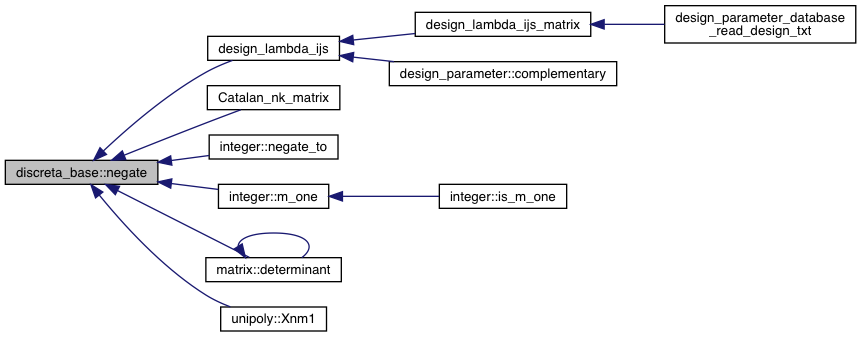 design_parameter_database
_read_design_txt
design_lambda_ijs_matrix
design_lambda_ijs
design_parameter::complementary
Catalan_nk_matrix
integer::negate_to
discreta_base::negate
integer::m_one
integer::is_m_one
matrix::determinant
unipoly::Xnm1